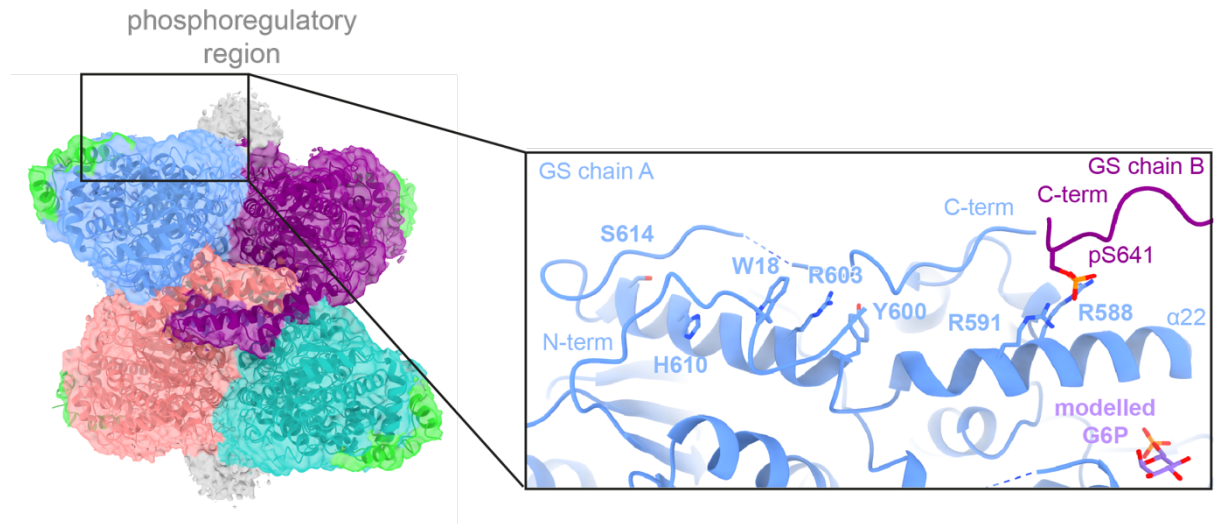 phosphoregulatory
region
GS chain A
GS chain B
C-term
C-term
S614
pS641
W18
R603
Y600
R591
R588
α22
N-term
H610
modelled
G6P